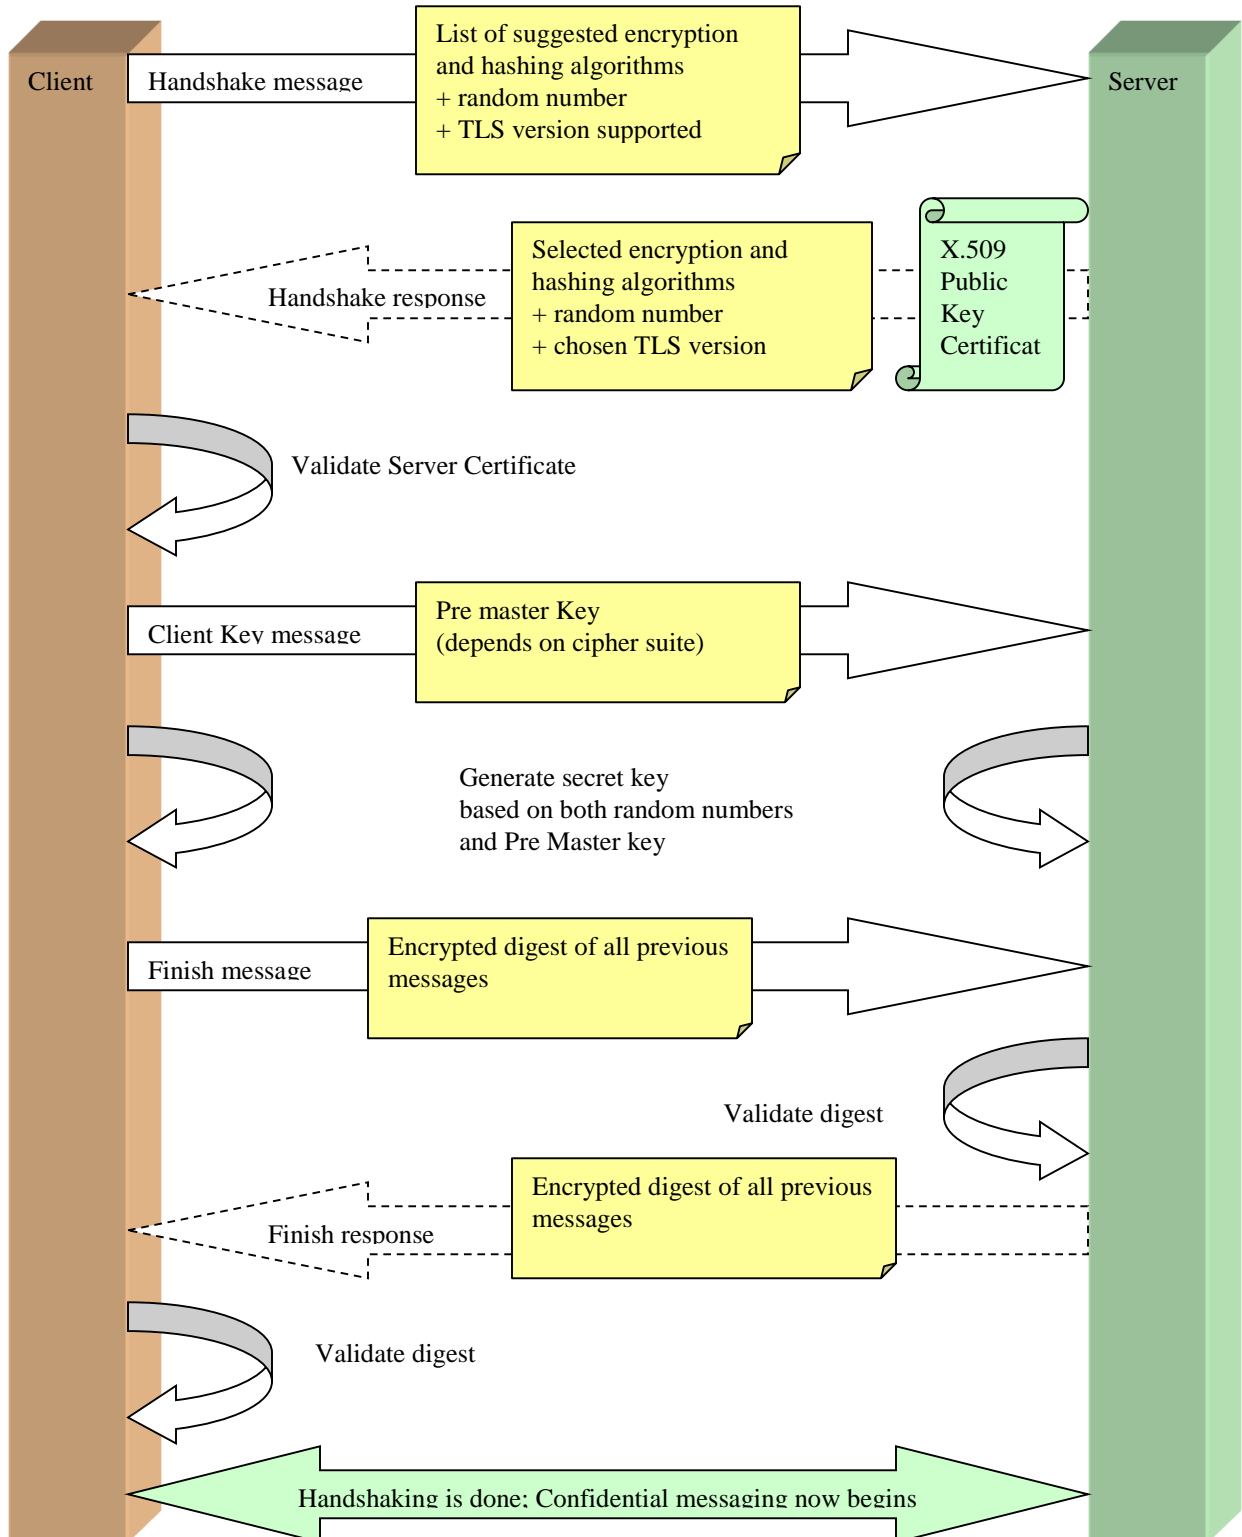 Client
Handshake message
List of suggested encryption
and hashing algorithms
+ random number
+ TLS version supported
Server
Handshake response
Selected encryption and
hashing algorithms
+ random number
+ chosen TLS version
X.509
Public
Key
Certificat
Validate Server Certificate
Client Key message
Pre master Key
(depends on cipher suite)
Generate secret key
based on both random numbers
and Pre Master key
Finish message
Encrypted digest of all previous
messages
Validate digest
Finish response
Encrypted digest of all previous
messages
Validate digest
Handshaking is done; Confidential messaging now begins